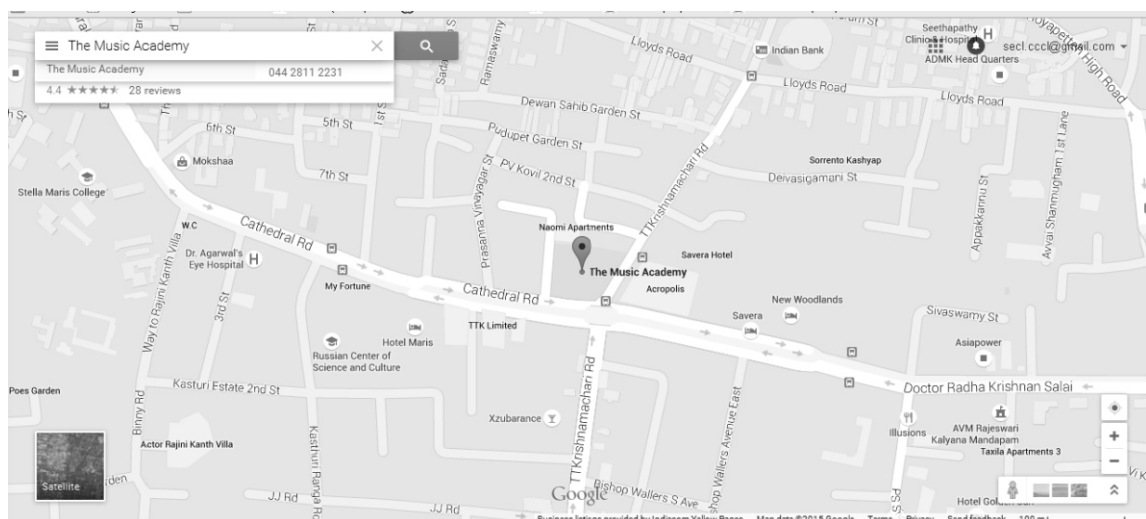 The Music Academy
The Music Academy
044 2811 2231
4.4
28 reviews
Ramaswamy
1st St
5th St
6th St
7th St
Mokshaa
Stella Maris College
W.C
Dr. Agarwal's
Eye Hospital
Way to Rajini Kanth Villa
3rd St
Cathedral Rd
My Fortune
Prasanna Vinayagar St
Pudupet Garden St
Dewan Sahib Garden St
PV Kovil 2nd St
Naomi Apartments
The Music Academy
Cathedral Rd
TTK Limited
Hotel Maris
Russian Center of
Science and Culture
Kasturi Estate 2nd St
Poes Garden
Binny Rd
Actor Rajini Kanth Villa
Kasthuri Ranga Rd
JJ Rd
Satellite
Xzubarance
TTKrishnamachari Rd
TTKrishnamachari Rd
Bishop Wallers S Ave
Bishop Wallers Avenue East
Savera Hotel
Acropolis
Savera
New Woodlands
Indian Bank
Lloyds Road
Lloyds Road
Seethapathy
Clinic & Hospital
ADMK Head Quarters
secl.cccl@gmail.com
Royapettah High Road
Sorrento Kashyap
Deivasigamani St
Appakkannu St
Avvai Shanmugham 1st Lane
Sivaswamy St
Asiapower
Doctor Radha Krishnan Salai
Illusions
AVM Rajeswari
Kalyana Mandapam
Taxila Apartments 3
Google